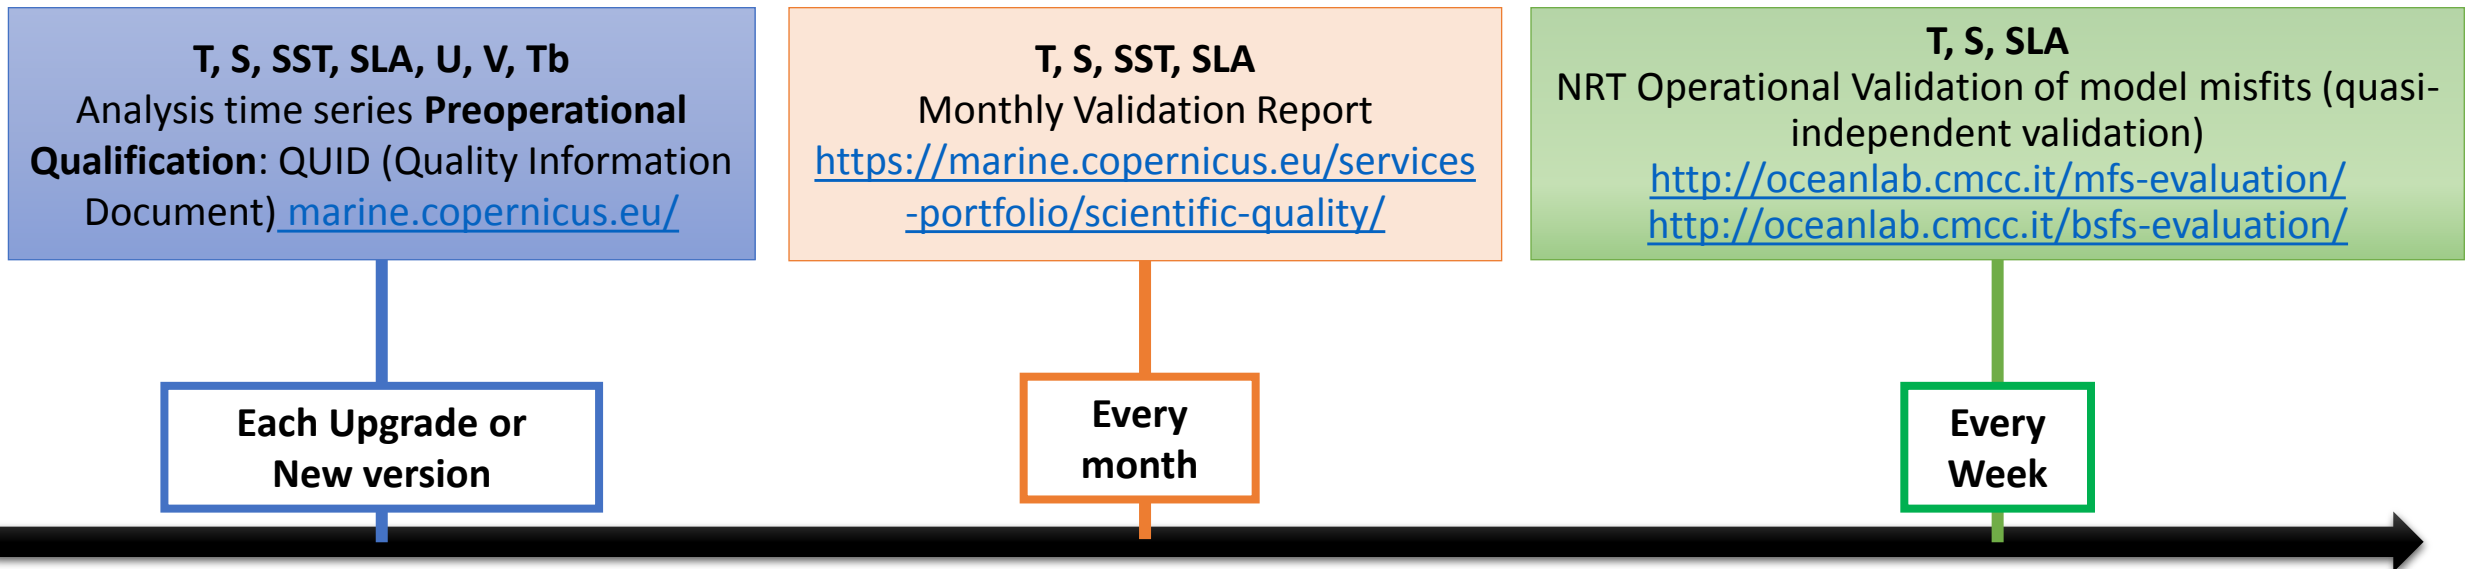 T, S, SST, SLA, U, V, Tb
Analysis time series Preoperational
Qualification: QUID (Quality Information
Document) marine.copernicus.eu/
Each Upgrade or
New version
T, S, SST, SLA
Monthly Validation Report
https://marine.copernicus.eu/services
-portfolio/scientific-quality/
Every
month
T, S, SLA
NRT Operational Validation of model misfits (quasi-
independent validation)
http://oceanlab.cmcc.it/mfs-evaluation/
http://oceanlab.cmcc.it/bsfs-evaluation/
Every
Week